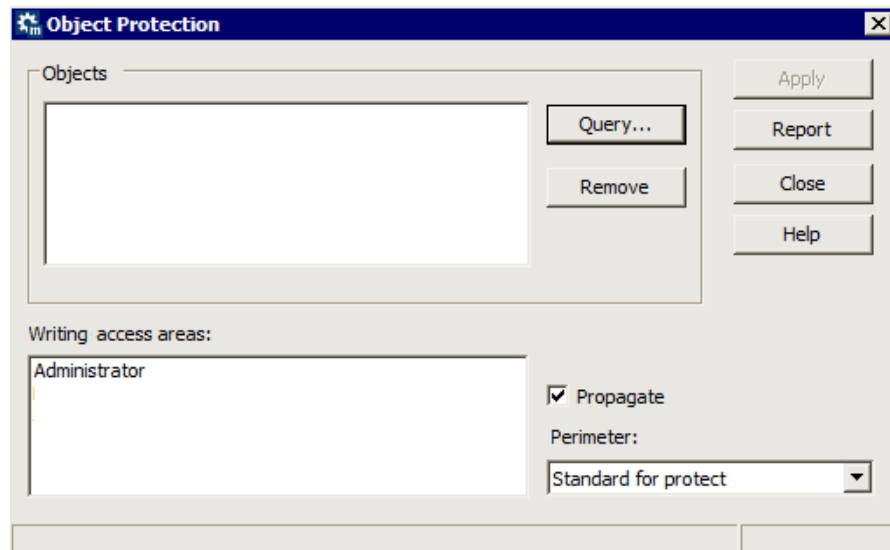 Object Protection
Objects
Query...
Remove
Apply
Report
Close
Help
Writing access areas:
Administrator
Propagate
Perimeter:
Standard for protect